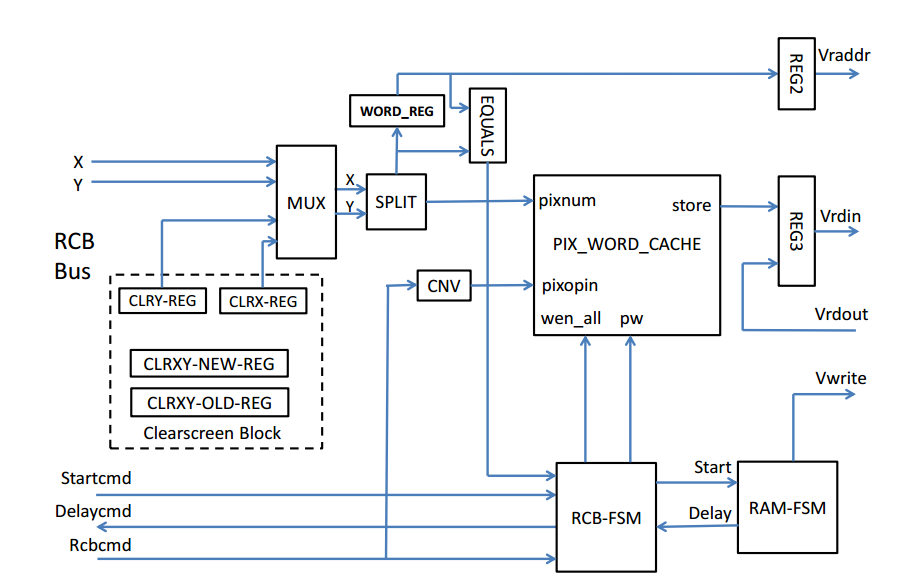 Vraddr
REG2
WORD_REG
EQUALS
X
Y
MUX
X
Y
SPLIT
pixnum
store
PIX_WORD_CACHE
pixopin
wen_all pw
REG3
Vrdin
Vrdout
RCB
Bus
CLRY-REG
CLRX-REG
CNV
CLRXY-NEW-REG
CLRXY-OLD-REG
Clearscreen Block
Vwrite
Startcmd
Delaycmd
Rcbcmd
RCB-FSM
Start
Delay
RAM-FSM